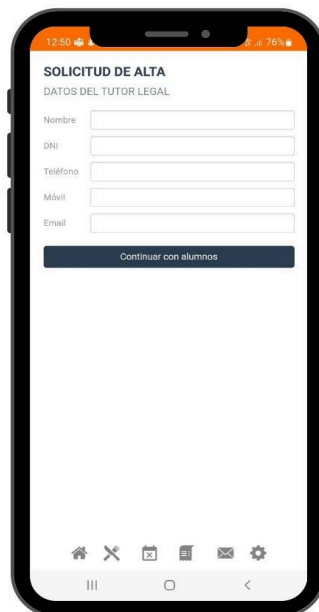 12:50
76%
SOLICITUD DE ALTA
DATOS DEL TUTOR LEGAL
Nombre
DNI
Teléfono
Móvil
Email
Continuar con alumnos